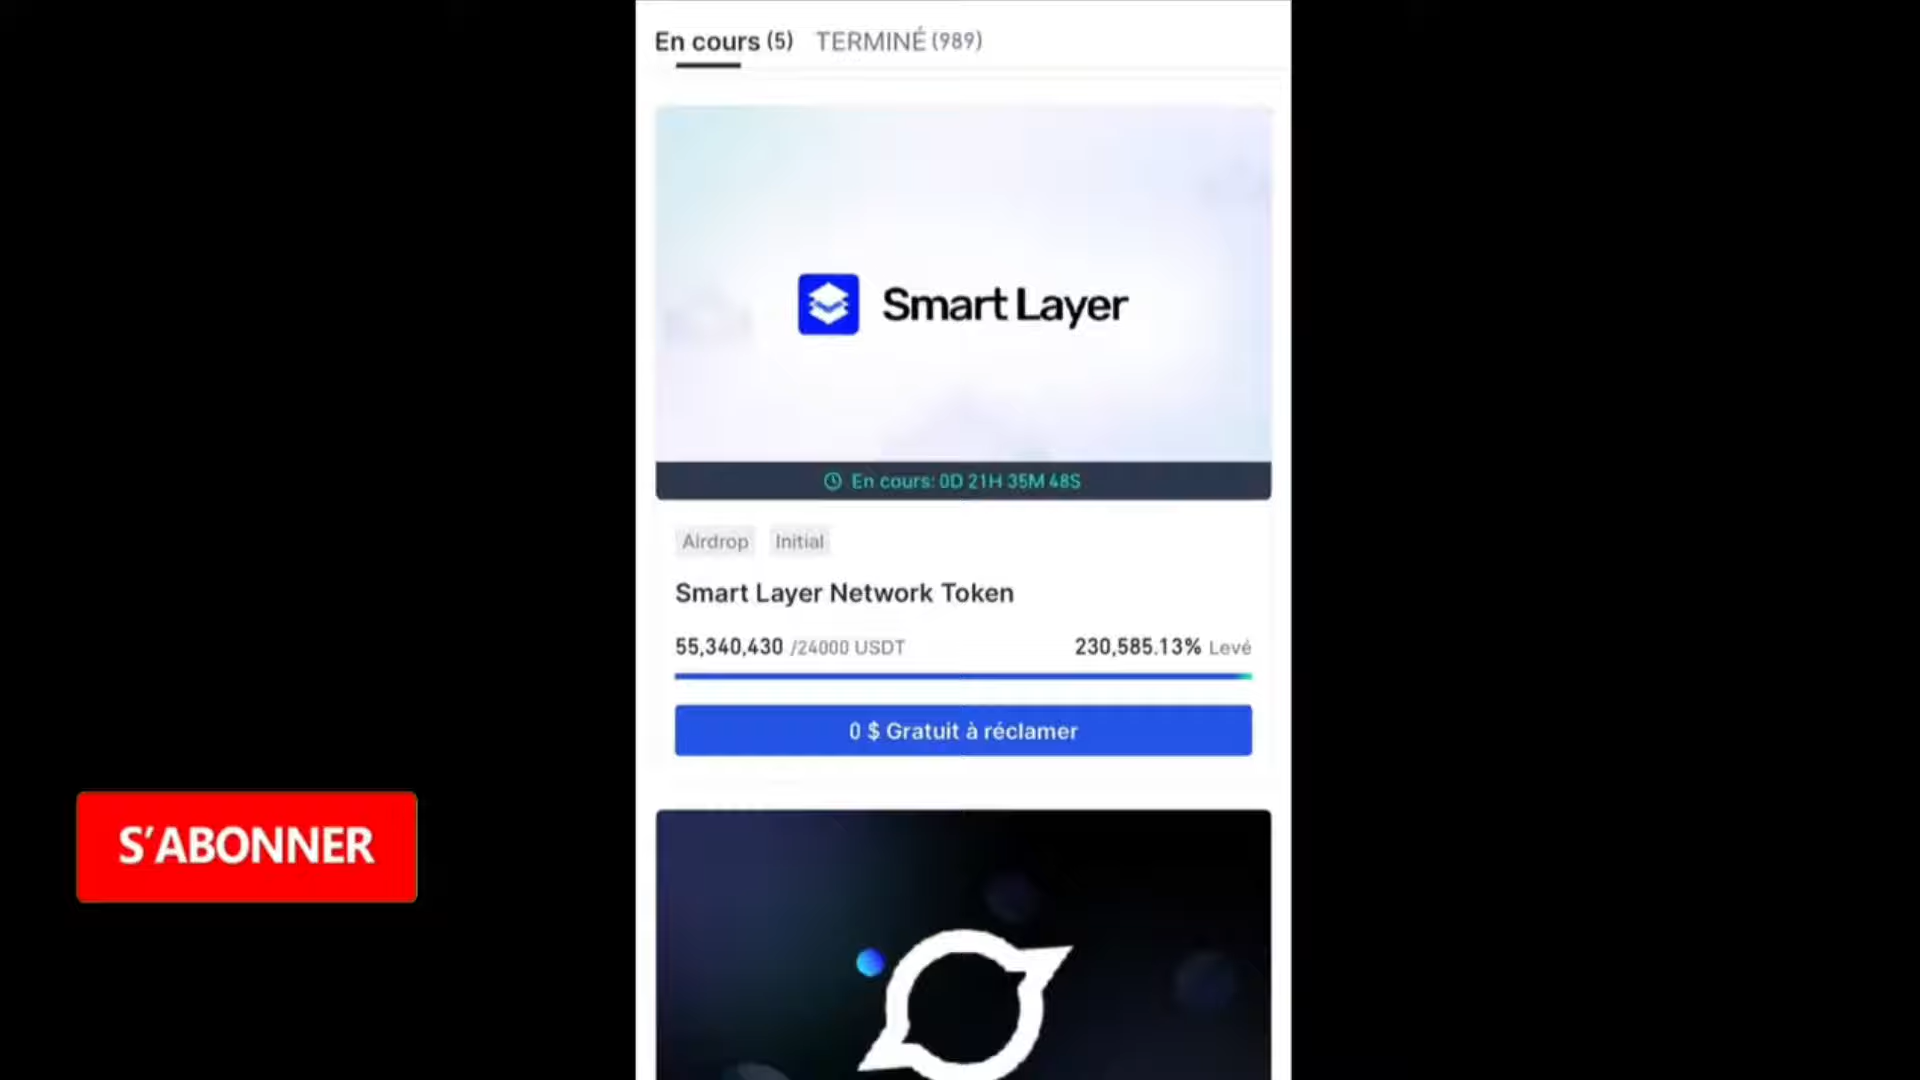 En cours (5) TERMINÉ (989)
Smart Layer
En cours: 0D 21H 35M 48S
Airdrop Initial
Smart Layer Network Token
55,340,430 /24000 USDT 230,585.13% Levé
0 $ Gratuit à réclamer
S'ABONNER